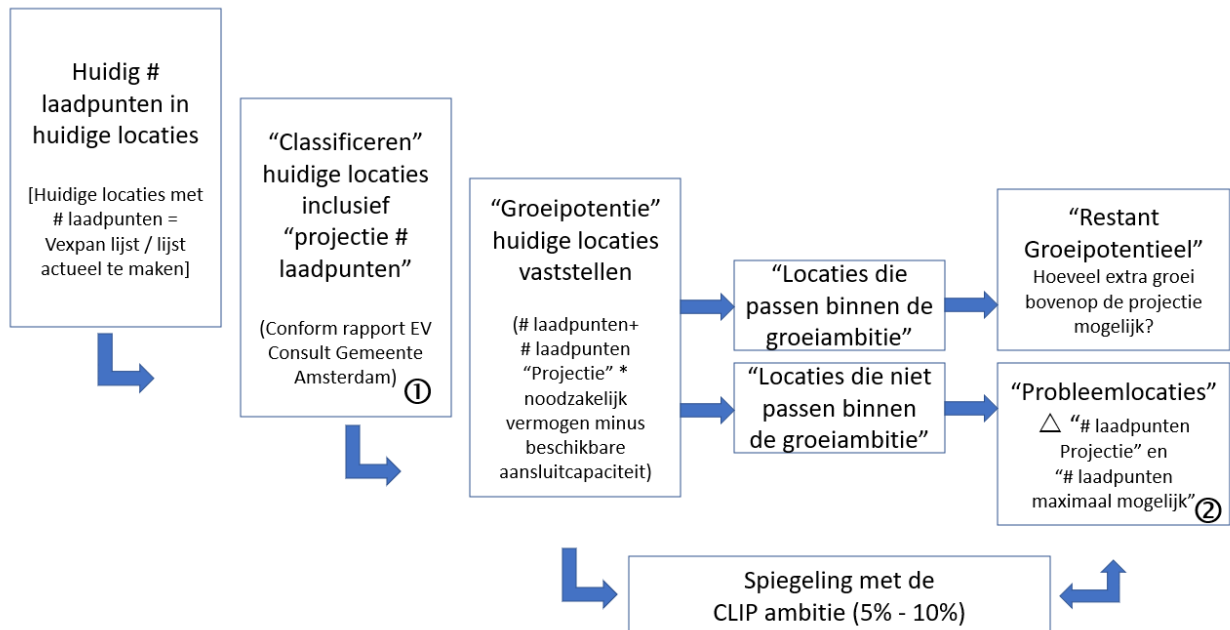 Huidig #
laadpunten in
huidige locaties
[Huidige locaties met
# laadpunten =
Vexpan lijst / lijst
actueel te maken]
“Classificeren”
huidige locaties
inclusief
“projectie #
laadpunten”
(Conform rapport EV
Consult Gemeente
Amsterdam)
①
“Groeipotentie”
huidige locaties
vaststellen
(# laadpunten+
# laadpunten
“Projectie” *
noodzakelijk
vermogen minus
beschikbare
aansluitcapaciteit)
“Locaties die
passen binnen de
groeiambitie”
“Locaties die niet
passen binnen
de groeiambitie”
“Restant
Groeipotentieel”
Hoeveel extra groei
bovenop de projectie
mogelijk?
“Probleemlocaties”
△ “# laadpunten
Projectie” en
“# laadpunten
maximaal mogelijk”
②
Spiegeling met de
CLIP ambitie (5% - 10%)